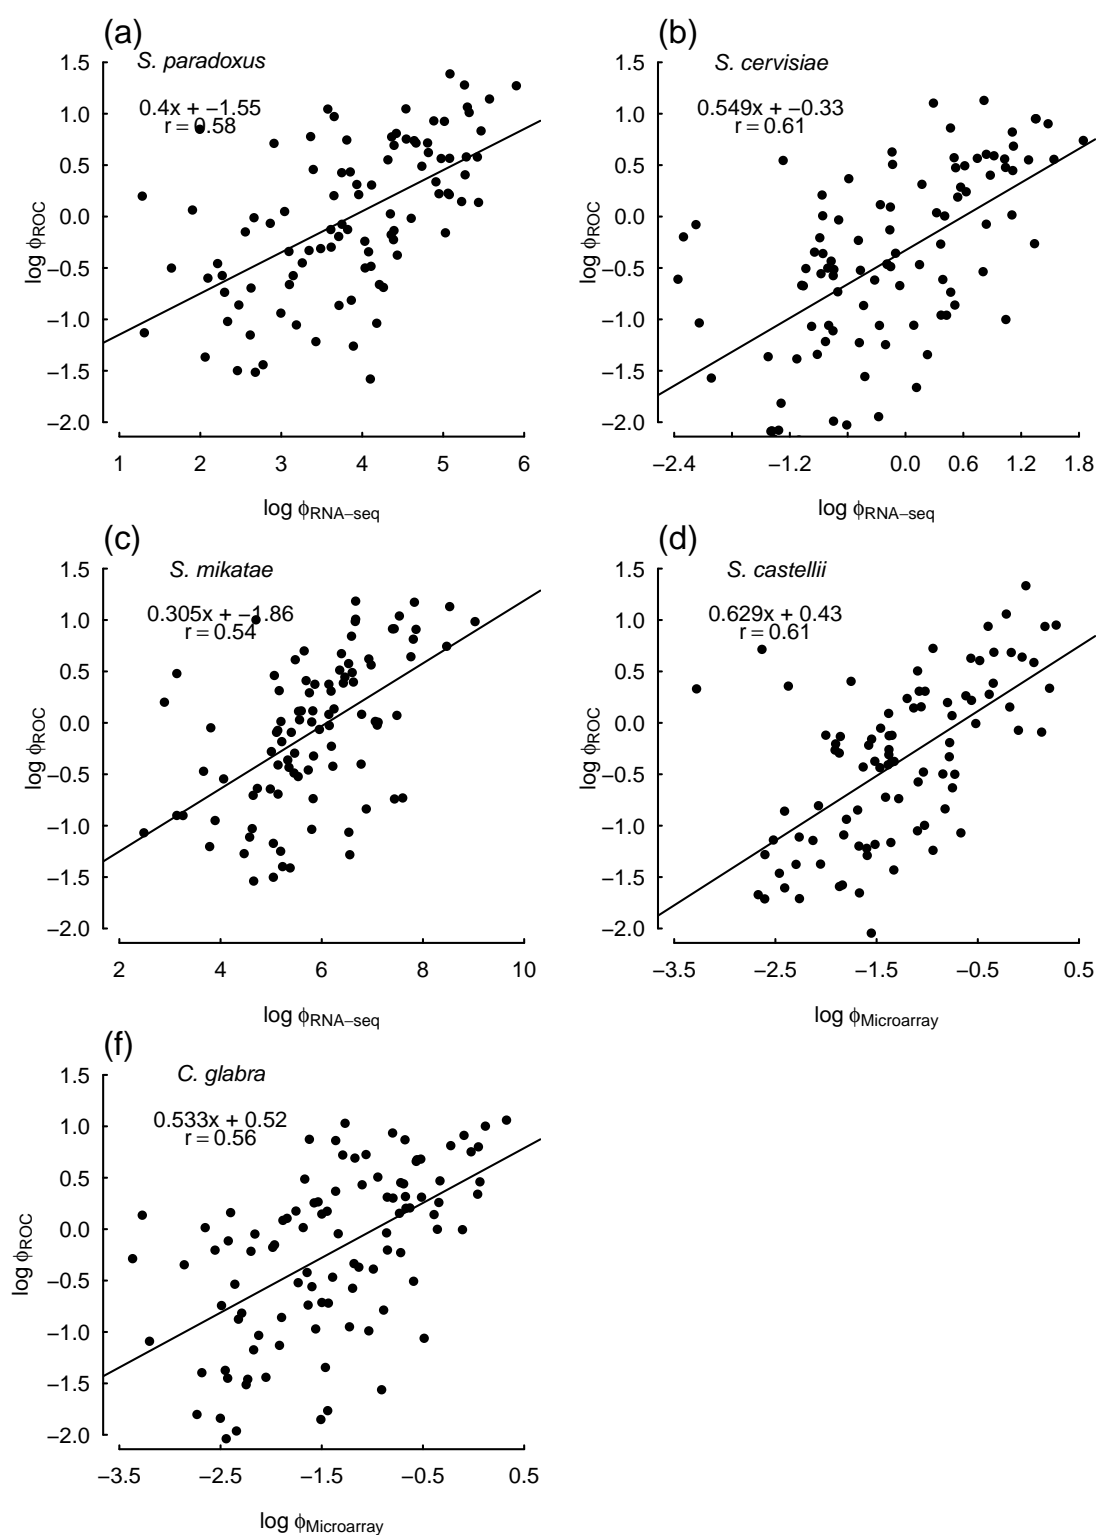 (a)
S. paradoxus
0.4x + −1.55
r = 0.58
1.5
1.0
0.5
0.0
−0.5
−1.0
−1.5
−2.0
log ϕROC
1 2 3 4 5 6
log ϕRNA−seq
(b)
S. cervisiae
0.549x + −0.33
r = 0.61
1.5
1.0
0.5
0.0
−0.5
−1.0
−1.5
−2.0
log ϕROC
−2.4 −1.2 0.0 0.6 1.2 1.8
log ϕRNA−seq
(c)
S. mikatae
0.305x + −1.86
r = 0.54
1.5
1.0
0.5
0.0
−0.5
−1.0
−1.5
−2.0
log ϕROC
2 4 6 8 10
log ϕRNA−seq
(d)
S. castellii
0.629x + 0.43
r = 0.61
1.5
1.0
0.5
0.0
−0.5
−1.0
−1.5
−2.0
log ϕROC
−3.5 −2.5 −1.5 −0.5 0.5
log ϕMicroarray
(f)
C. glabra
0.533x + 0.52
r = 0.56
1.5
1.0
0.5
0.0
−0.5
−1.0
−1.5
−2.0
log ϕROC
−3.5 −2.5 −1.5 −0.5 0.5
log ϕMicroarray